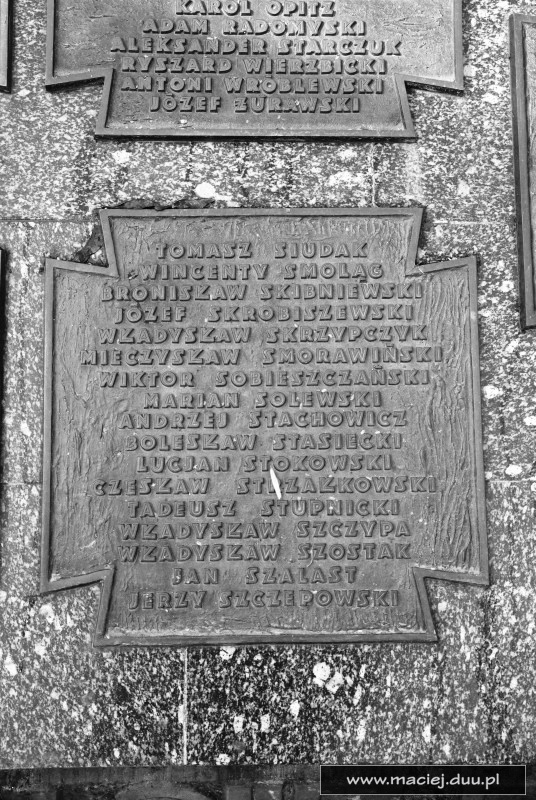 KAROL OPITZ
ADAM RADOMYSKI
ALEKSANDER STARCZUK
RYSZARD WIERZBICKI
ANTONI WRÓBLEWSKI
JÓZEF ŻURAWSKI
TOMASZ SIUDAK
WINCENTY SMOLĄG
BRONISŁAW SKIBNIEWSKI
JÓZEF SKROBISZEWSKI
WŁADYSŁAW SKRZYPCZYK
MIECZYSŁAW SMORAWIŃSKI
WIKTOR SOBIESZCZAŃSKI
MARIAN SOLEWSKI
ANDRZEJ STACHOWICZ
BOLESŁAW STASIECKI
LUCJAN STOKOWSKI
CZESŁAW STRZAŁKOWSKI
TADEUSZ STUPNICKI
WŁADYSŁAW SZCZYPA
WŁADYSŁAW SZOSTAK
JAN SZALAST
JERZY SZCZEPOWSKI
www.maciej.duu.pl